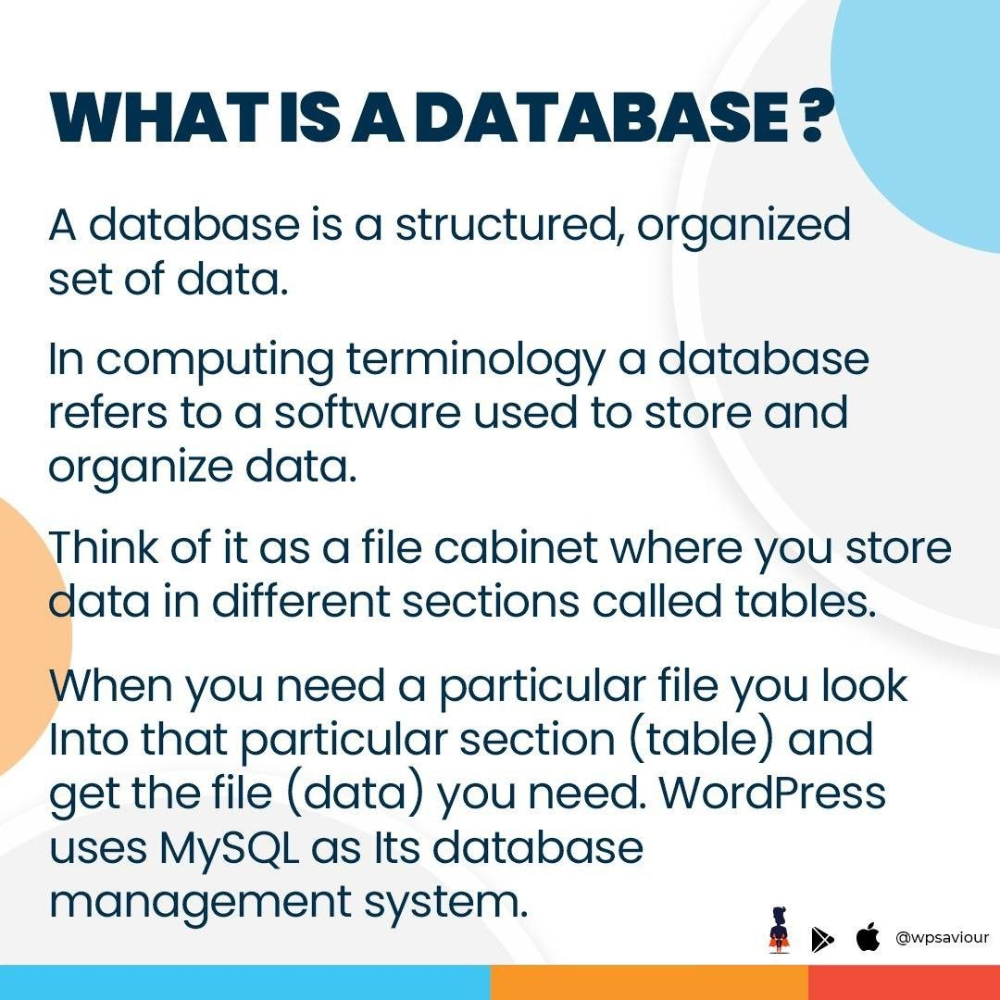 WHAT IS A DATABASE ?
A database is a structured, organized
set of data.
In computing terminology a database
refers to a software used to store and
organize data.
Think of it as a file cabinet where you store
data in different sections called tables.
When you need a particular file you look
Into that particular section (table) and
get the file (data) you need. WordPress
uses MySQL as Its database
management system.
@wpsaviour